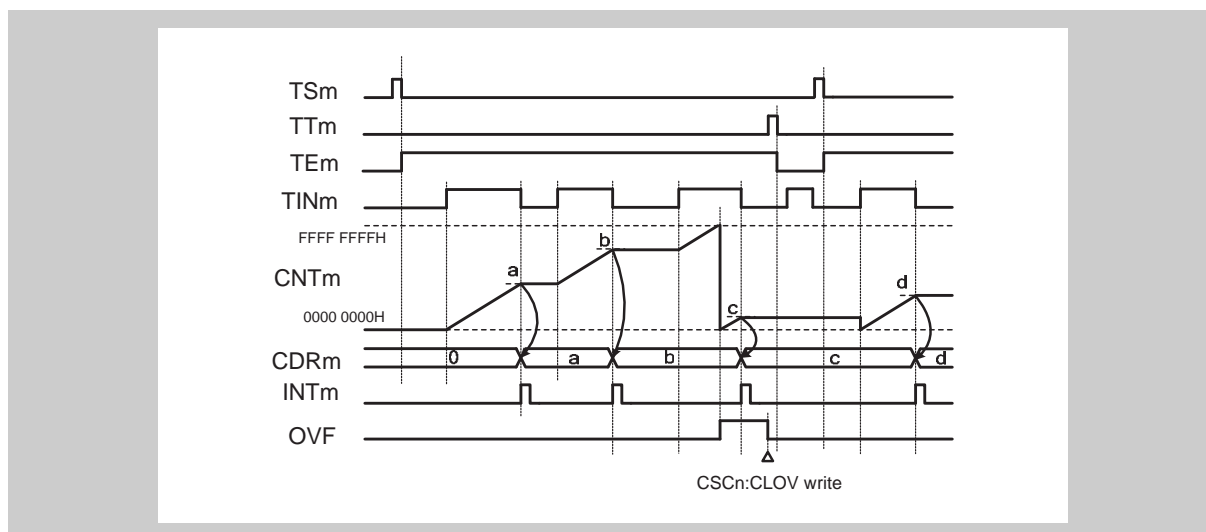 TSm
TTm
TEm
TINm
FFFF FFFFH
b
a
CNTm
d
c
0000 0000H
CDRm 0 a b c d
INTm
OVF
CSCn:CLOV write